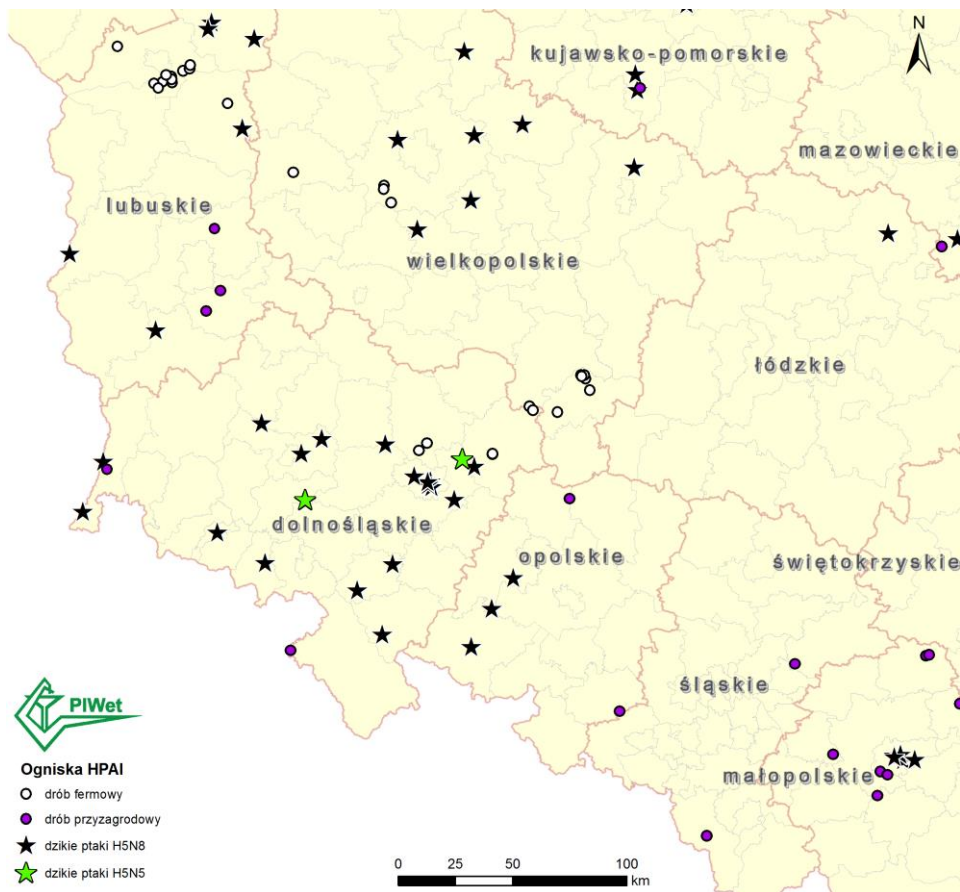 N
kujawsko-pomorskie
mazowieckie
lubuskie
wielkopolskie
łódzkie
dolnośląskie
opolskie
świętokrzyskie
śląskie
małopolskie
PIWet
Ogniska HPAI
drób fermowy
drób przyzagrodowy
dzikie ptaki H5N8
dzikie ptaki H5N5
0 25 50 100
km